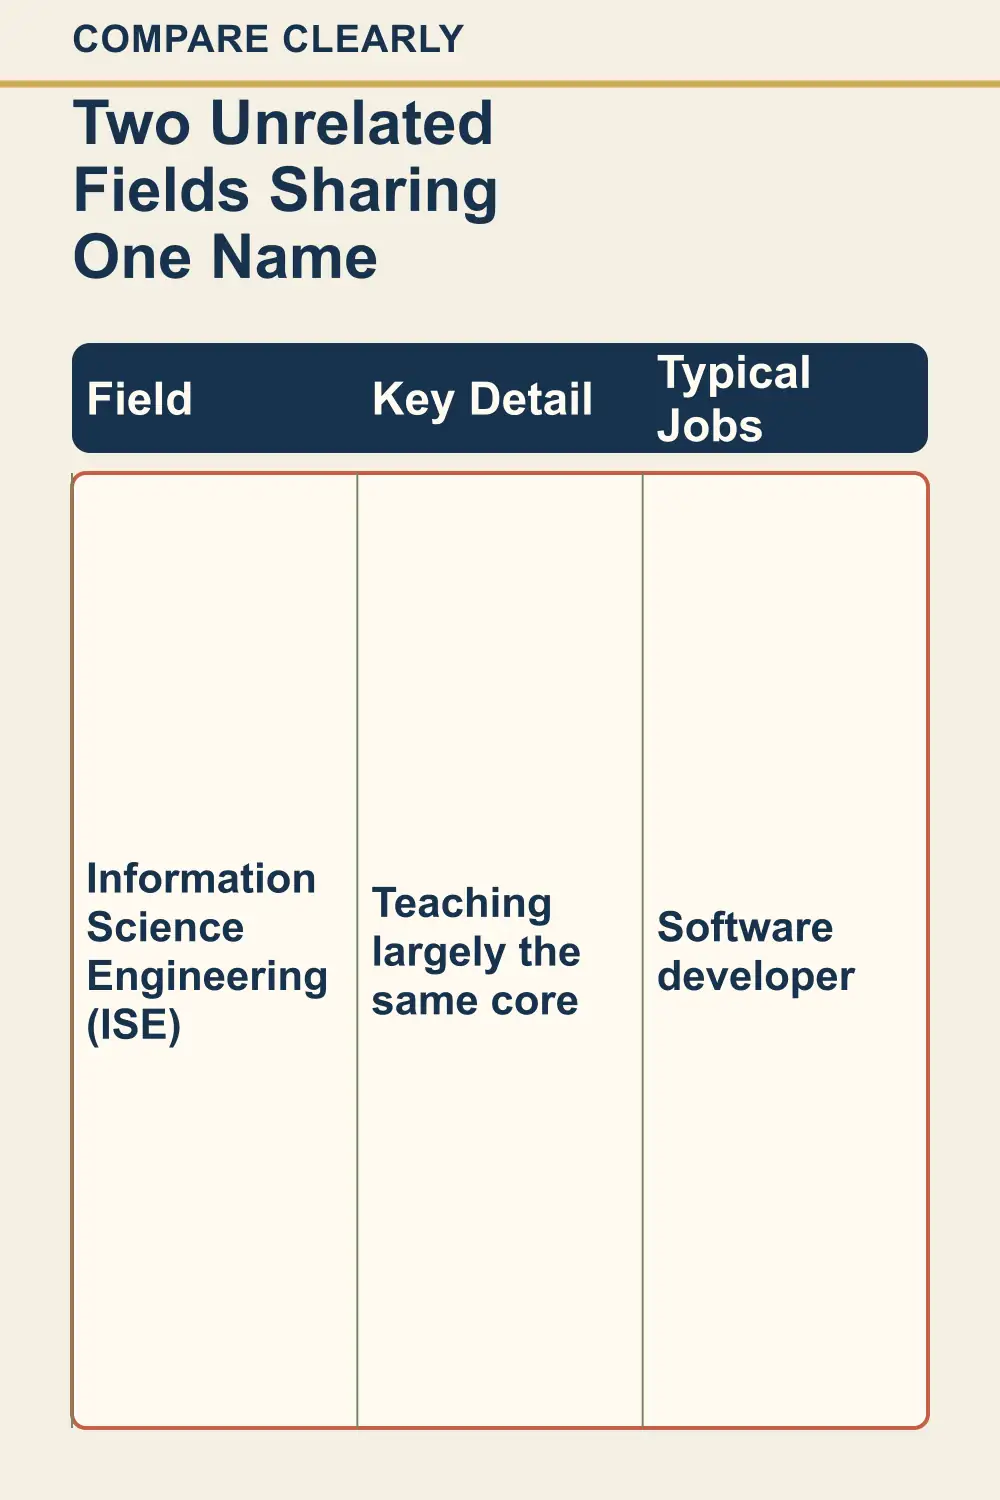 COMPARE CLEARLY
Two Unrelated
Fields Sharing
One Name
Field
Key Detail
Typical
Jobs
Information
Science
Engineering
(ISE)
Teaching
largely the
same core
Software
developer